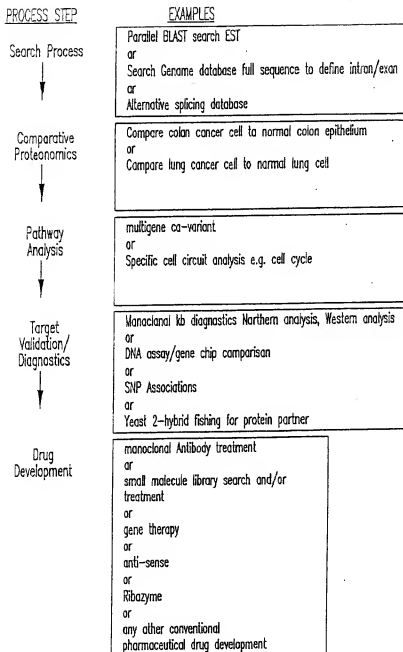 PROCESS STEP
EXAMPLES
Search Process
Parallel BLAST search EST
or
Search Genome database full sequence to define intron/exon
or
Alternative splicing database
Comparative
Proteonomics
Compare colon cancer cell to normal colon epithelium
or
Compare lung cancer cell to normal lung cell
Pathway
Analysis
multigene co-variant
or
Specific cell circuit analysis e.g. cell cycle
Target
Validation/
Diagnostics
Monoclonal kb diagnostics Northern analysis, Western analysis
or
DNA assay/gene chip comparison
or
SNP Associations
or
Yeast 2-hybrid fishing for protein partner
Drug
Development
monoclonal Antibody treatment
or
small molecule library search and/or
treatment
or
gene therapy
or
anti-sense
or
Ribozyme
or
any other conventional
pharmaceutical drug development